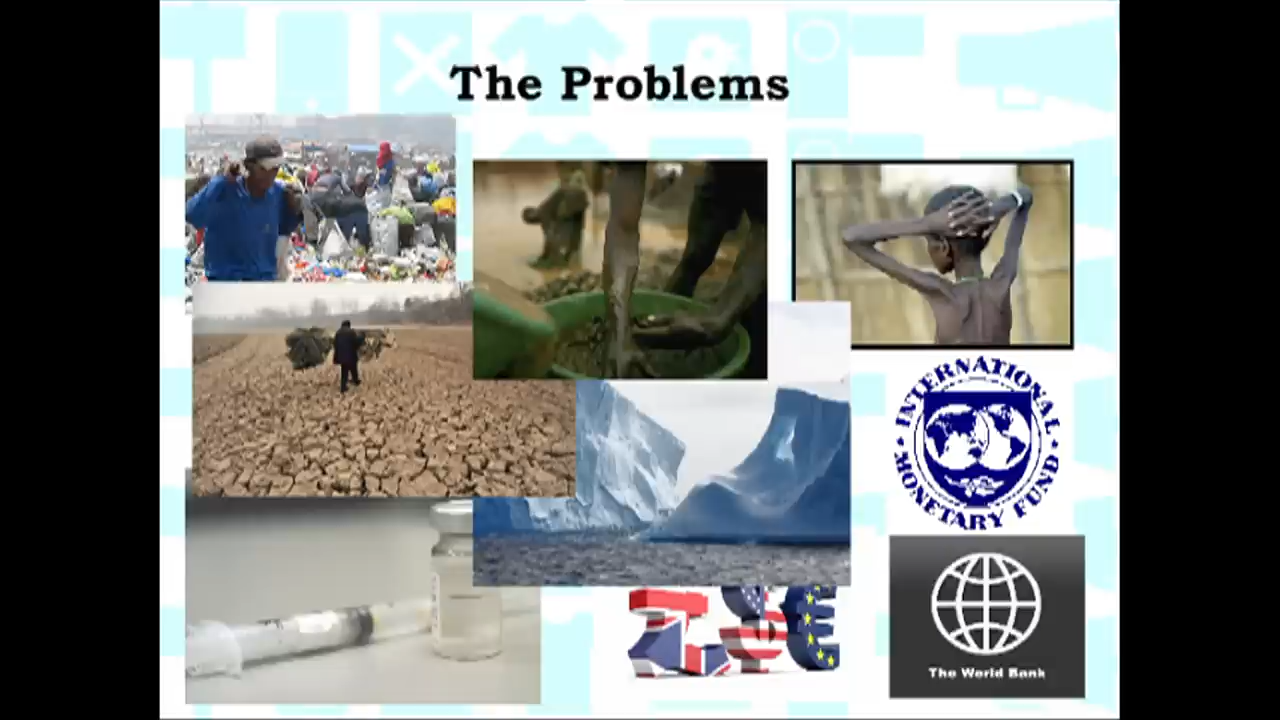 The Problems
INTERNATIONAL
MONETARY FUND
The World Bank